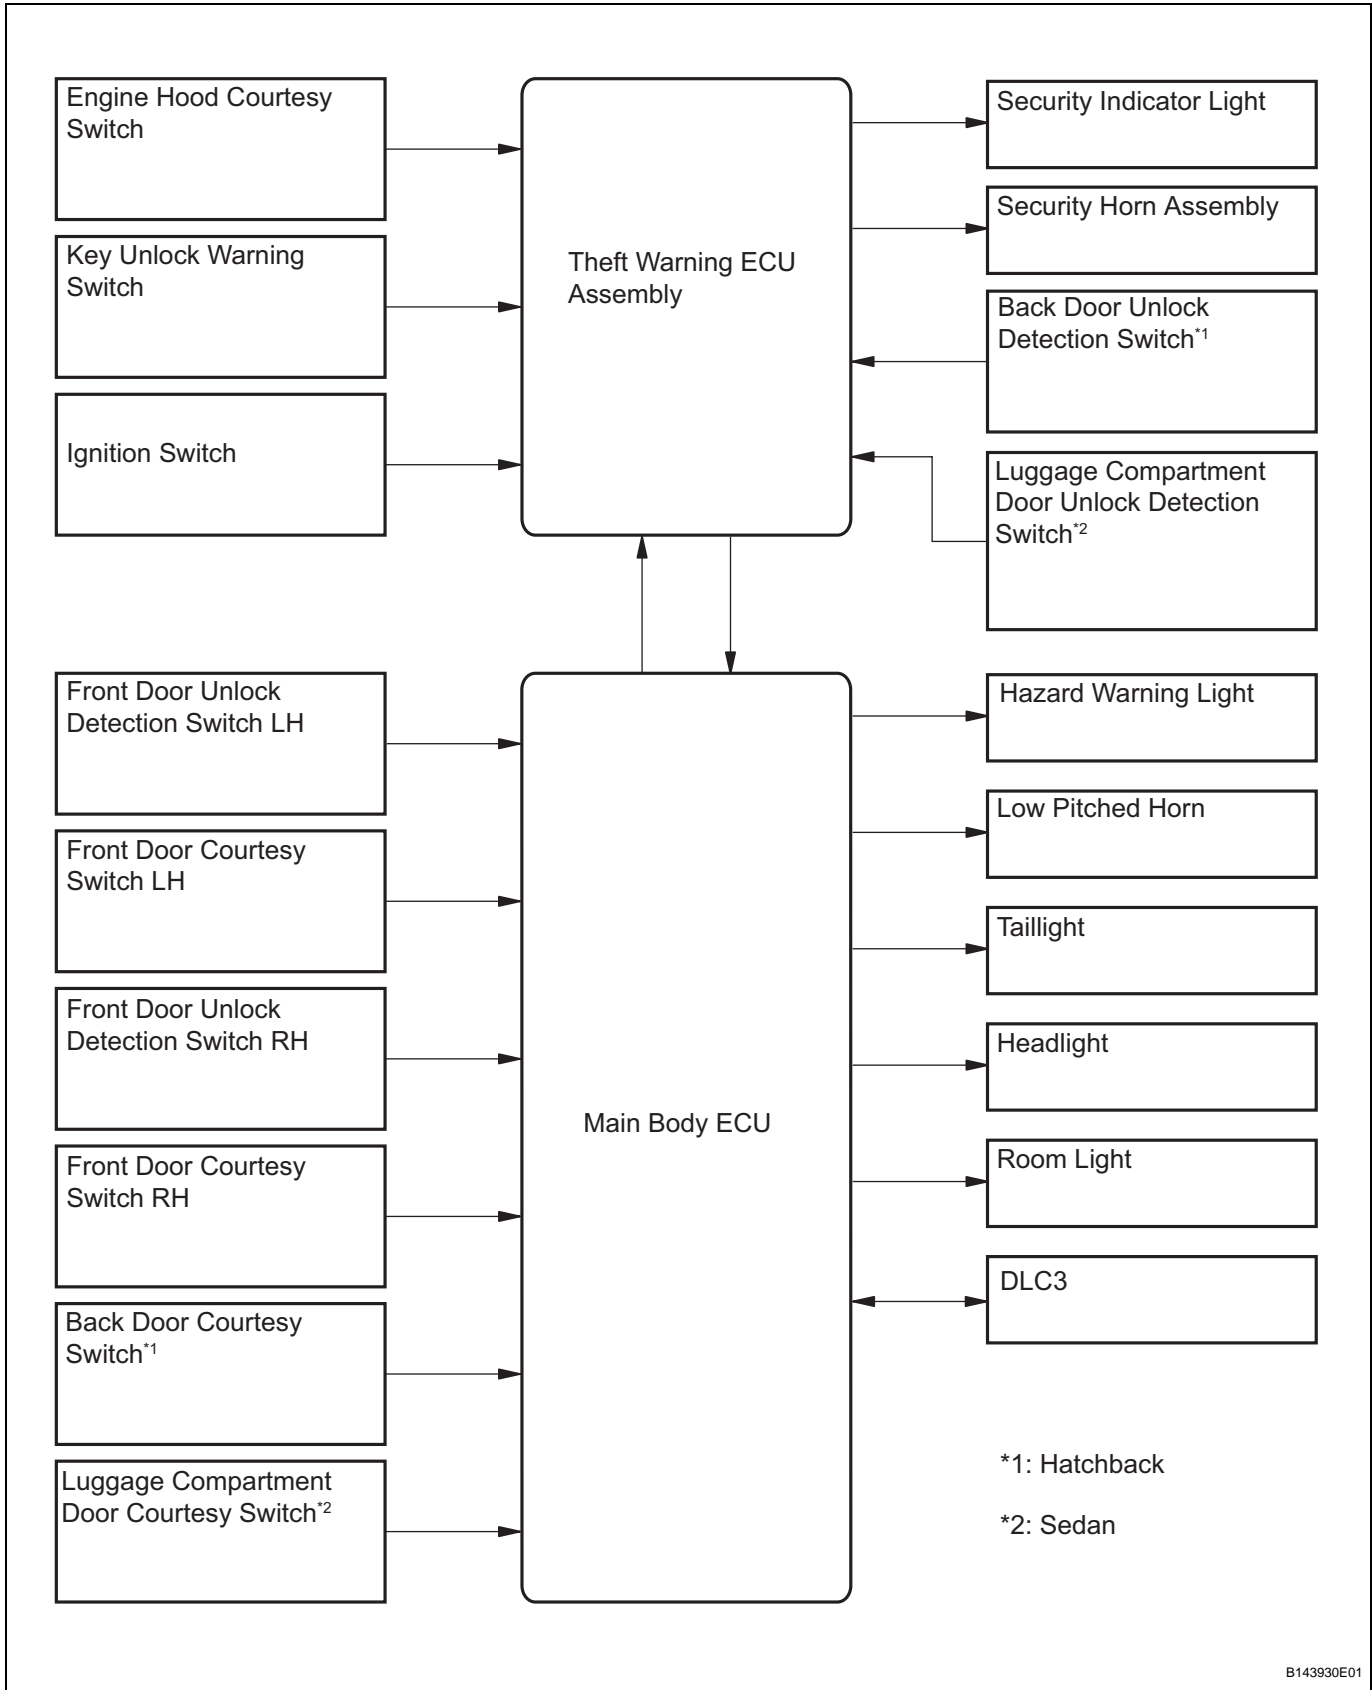 Engine Hood Courtesy
Switch
Key Unlock Warning
Switch
Ignition Switch
Theft Warning ECU
Assembly
Security Indicator Light
Security Horn Assembly
Back Door Unlock
Detection Switch*1
Luggage Compartment
Door Unlock Detection
Switch*2
Front Door Unlock
Detection Switch LH
Front Door Courtesy
Switch LH
Front Door Unlock
Detection Switch RH
Front Door Courtesy
Switch RH
Back Door Courtesy
Switch*1
Luggage Compartment
Door Courtesy Switch*2
Main Body ECU
Hazard Warning Light
Low Pitched Horn
Taillight
Headlight
Room Light
DLC3
*1: Hatchback
*2: Sedan
B143930E01